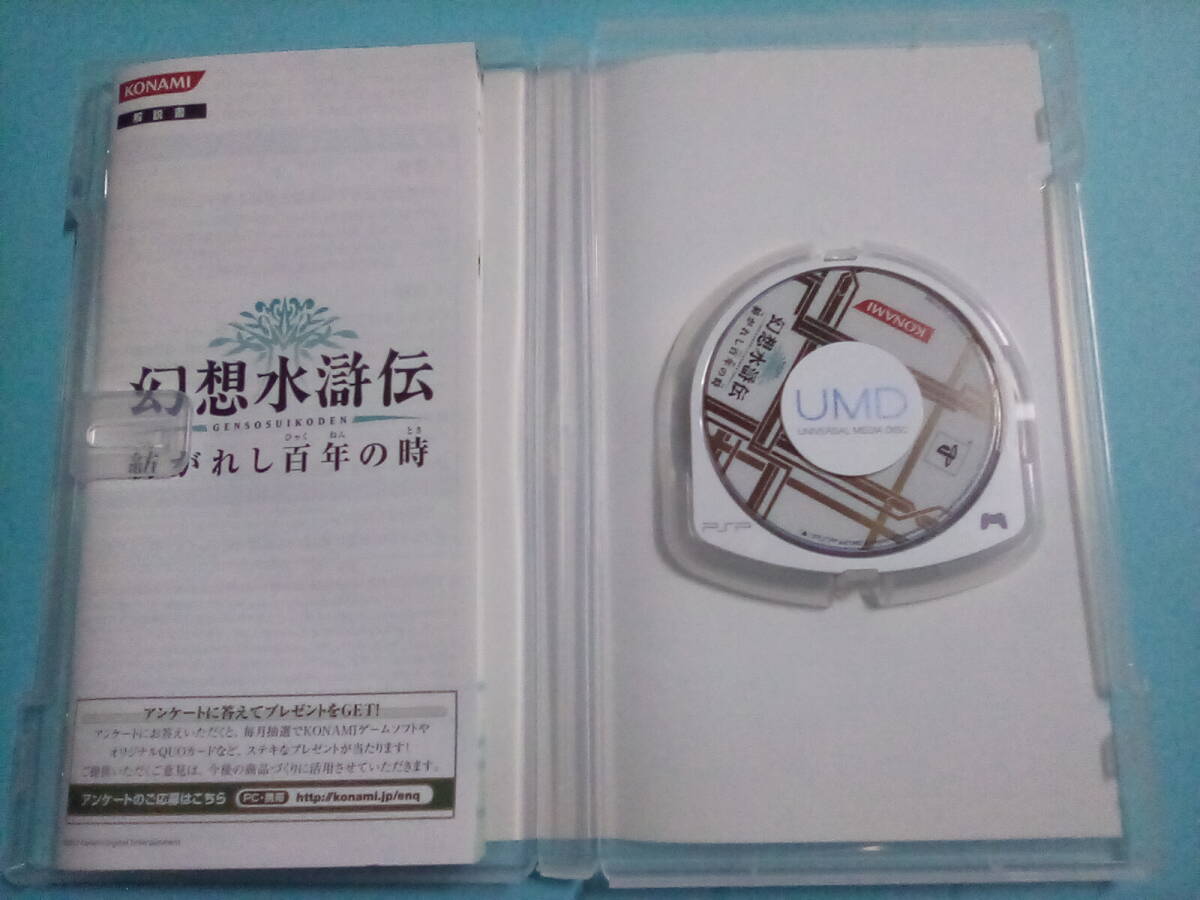 KONAMI
解説書
幻想水滸伝
GENSOSUIKODEN
ひゃく ねん とき
紡がれし百年の時
アンケートに答えてプレゼントをGET!
アンケートにお答えいただくと、毎月抽選でKONAMIゲームソフトや
オリジナルQUOカードなど、ステキなプレゼントが当たります!
ご提供いただくご意見は、今後の商品づくりに活用させていただきます。
アンケートのご応募はこちら PC・携帯 http://konami.jp/enq
Konami Digital Entertainment
KONAMI
幻想水滸伝
紡がれし百年の時
UMD
UNIVERSAL MEDIA DISC
PSP